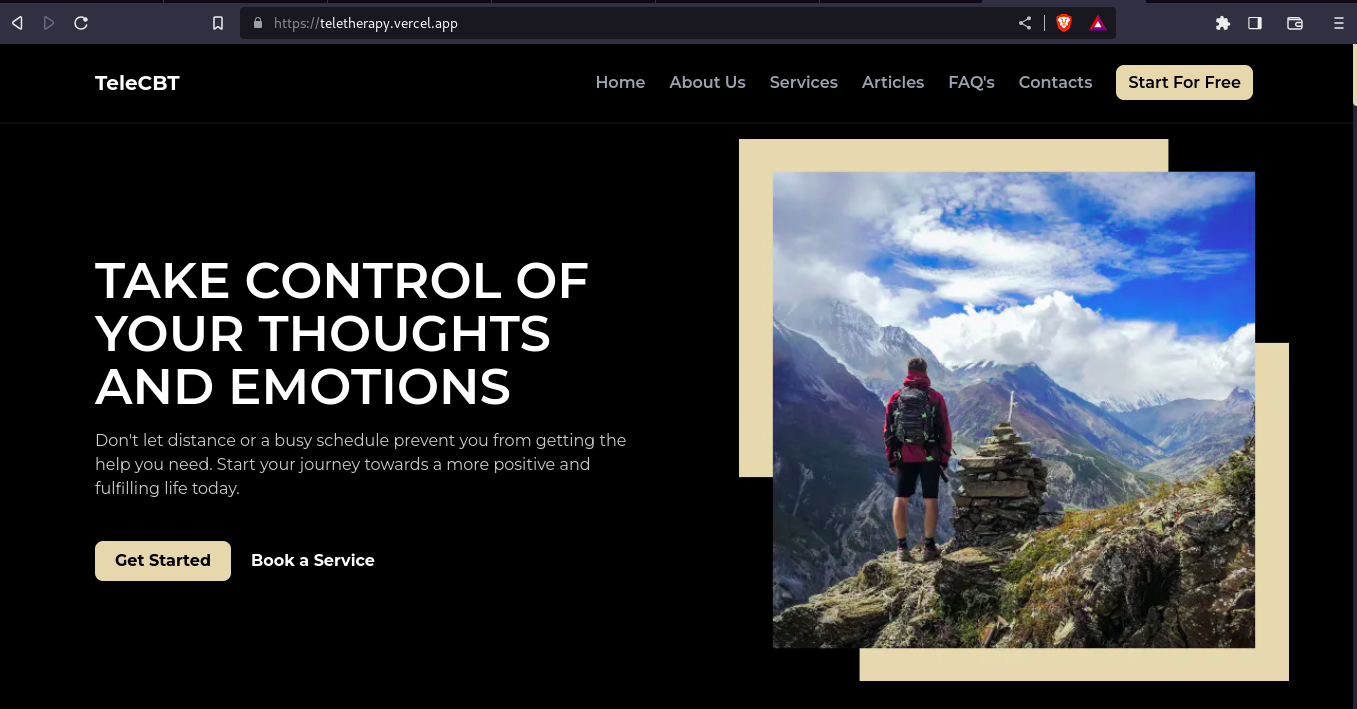 https://teletherapy.vercel.app
TeleCBT
Home About Us Services Articles FAQ's Contacts Start For Free
TAKE CONTROL OF
YOUR THOUGHTS
AND EMOTIONS
Don't let distance or a busy schedule prevent you from getting the
help you need. Start your journey towards a more positive and
fulfilling life today.
Get Started Book a Service